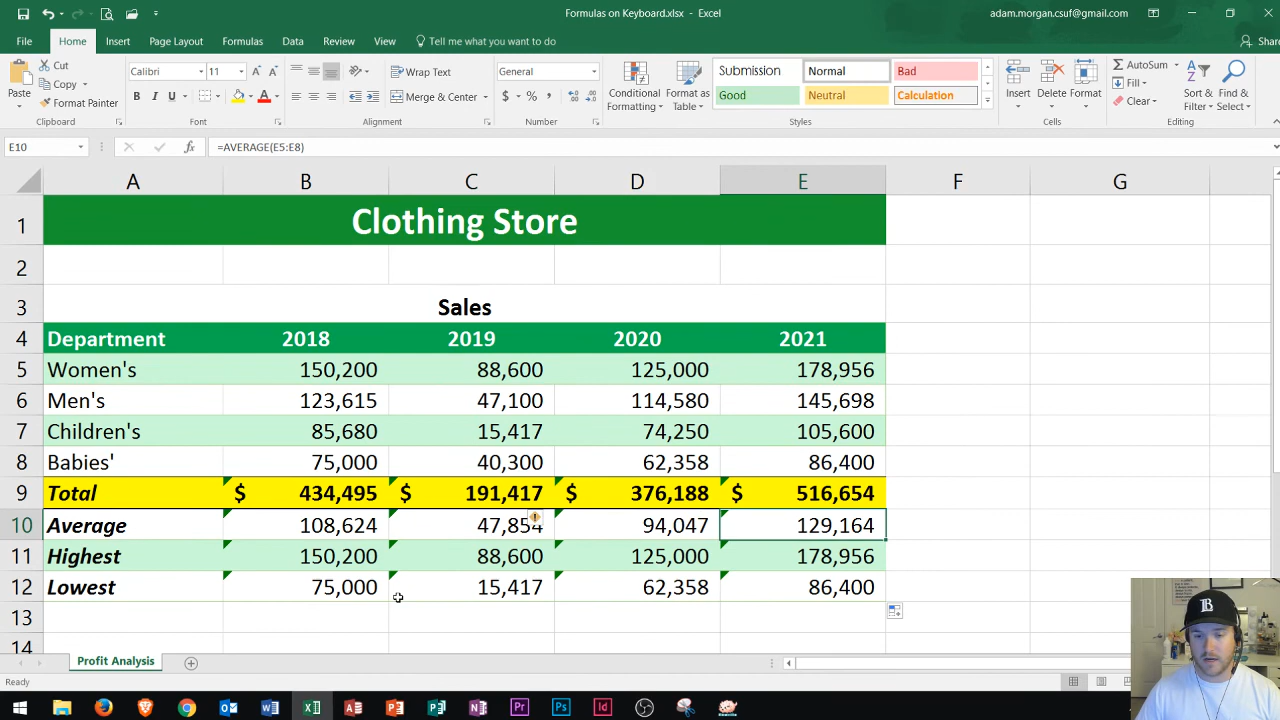 Formulas on Keyboard.xlsx - Excel
adam.morgan.csuf@gmail.com
File Home Insert Page Layout Formulas Data Review View Tell me what you want to do Share
Paste
Cut
Copy
Format Painter
Clipboard
Calibri 11
B I U
Font
Wrap Text
Merge & Center
Alignment
General
$ % ,
Number
Conditional Formatting
Format as Table
Submission Normal Bad
Good Neutral Calculation
Styles
Insert Delete Format
Cells
AutoSum
Fill
Clear
Sort & Filter
Find & Select
Editing
E10 fx =AVERAGE(E5:E8)
A B C D E F G
1 Clothing Store
2
3 Sales
4 Department 2018 2019 2020 2021
5 Women's 150,200 88,600 125,000 178,956
6 Men's 123,615 47,100 114,580 145,698
7 Children's 85,680 15,417 74,250 105,600
8 Babies' 75,000 40,300 62,358 86,400
9 Total $ 434,495 $ 191,417 $ 376,188 $ 516,654
10 Average 108,624 47,854 94,047 129,164
11 Highest 150,200 88,600 125,000 178,956
12 Lowest 75,000 15,417 62,358 86,400
13
14
Profit Analysis
Ready